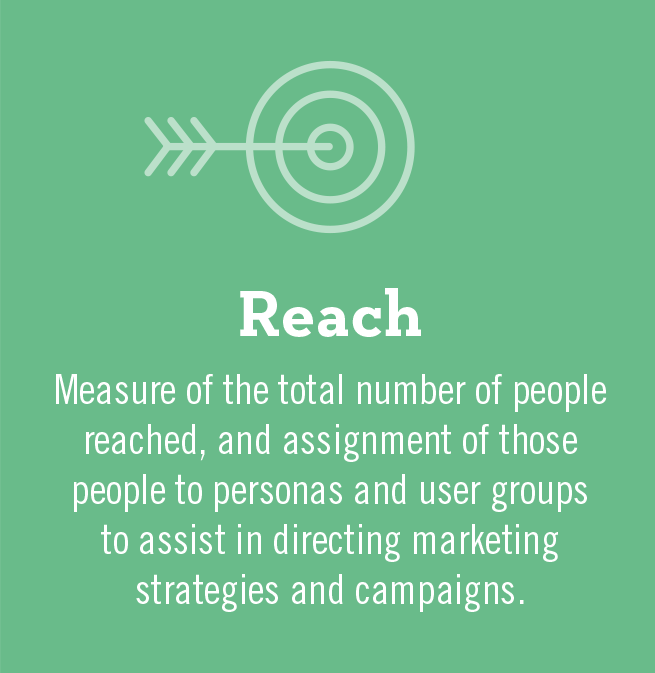 Reach
Measure of the total number of people
reached, and assignment of those
people to personas and user groups
to assist in directing marketing
strategies and campaigns.